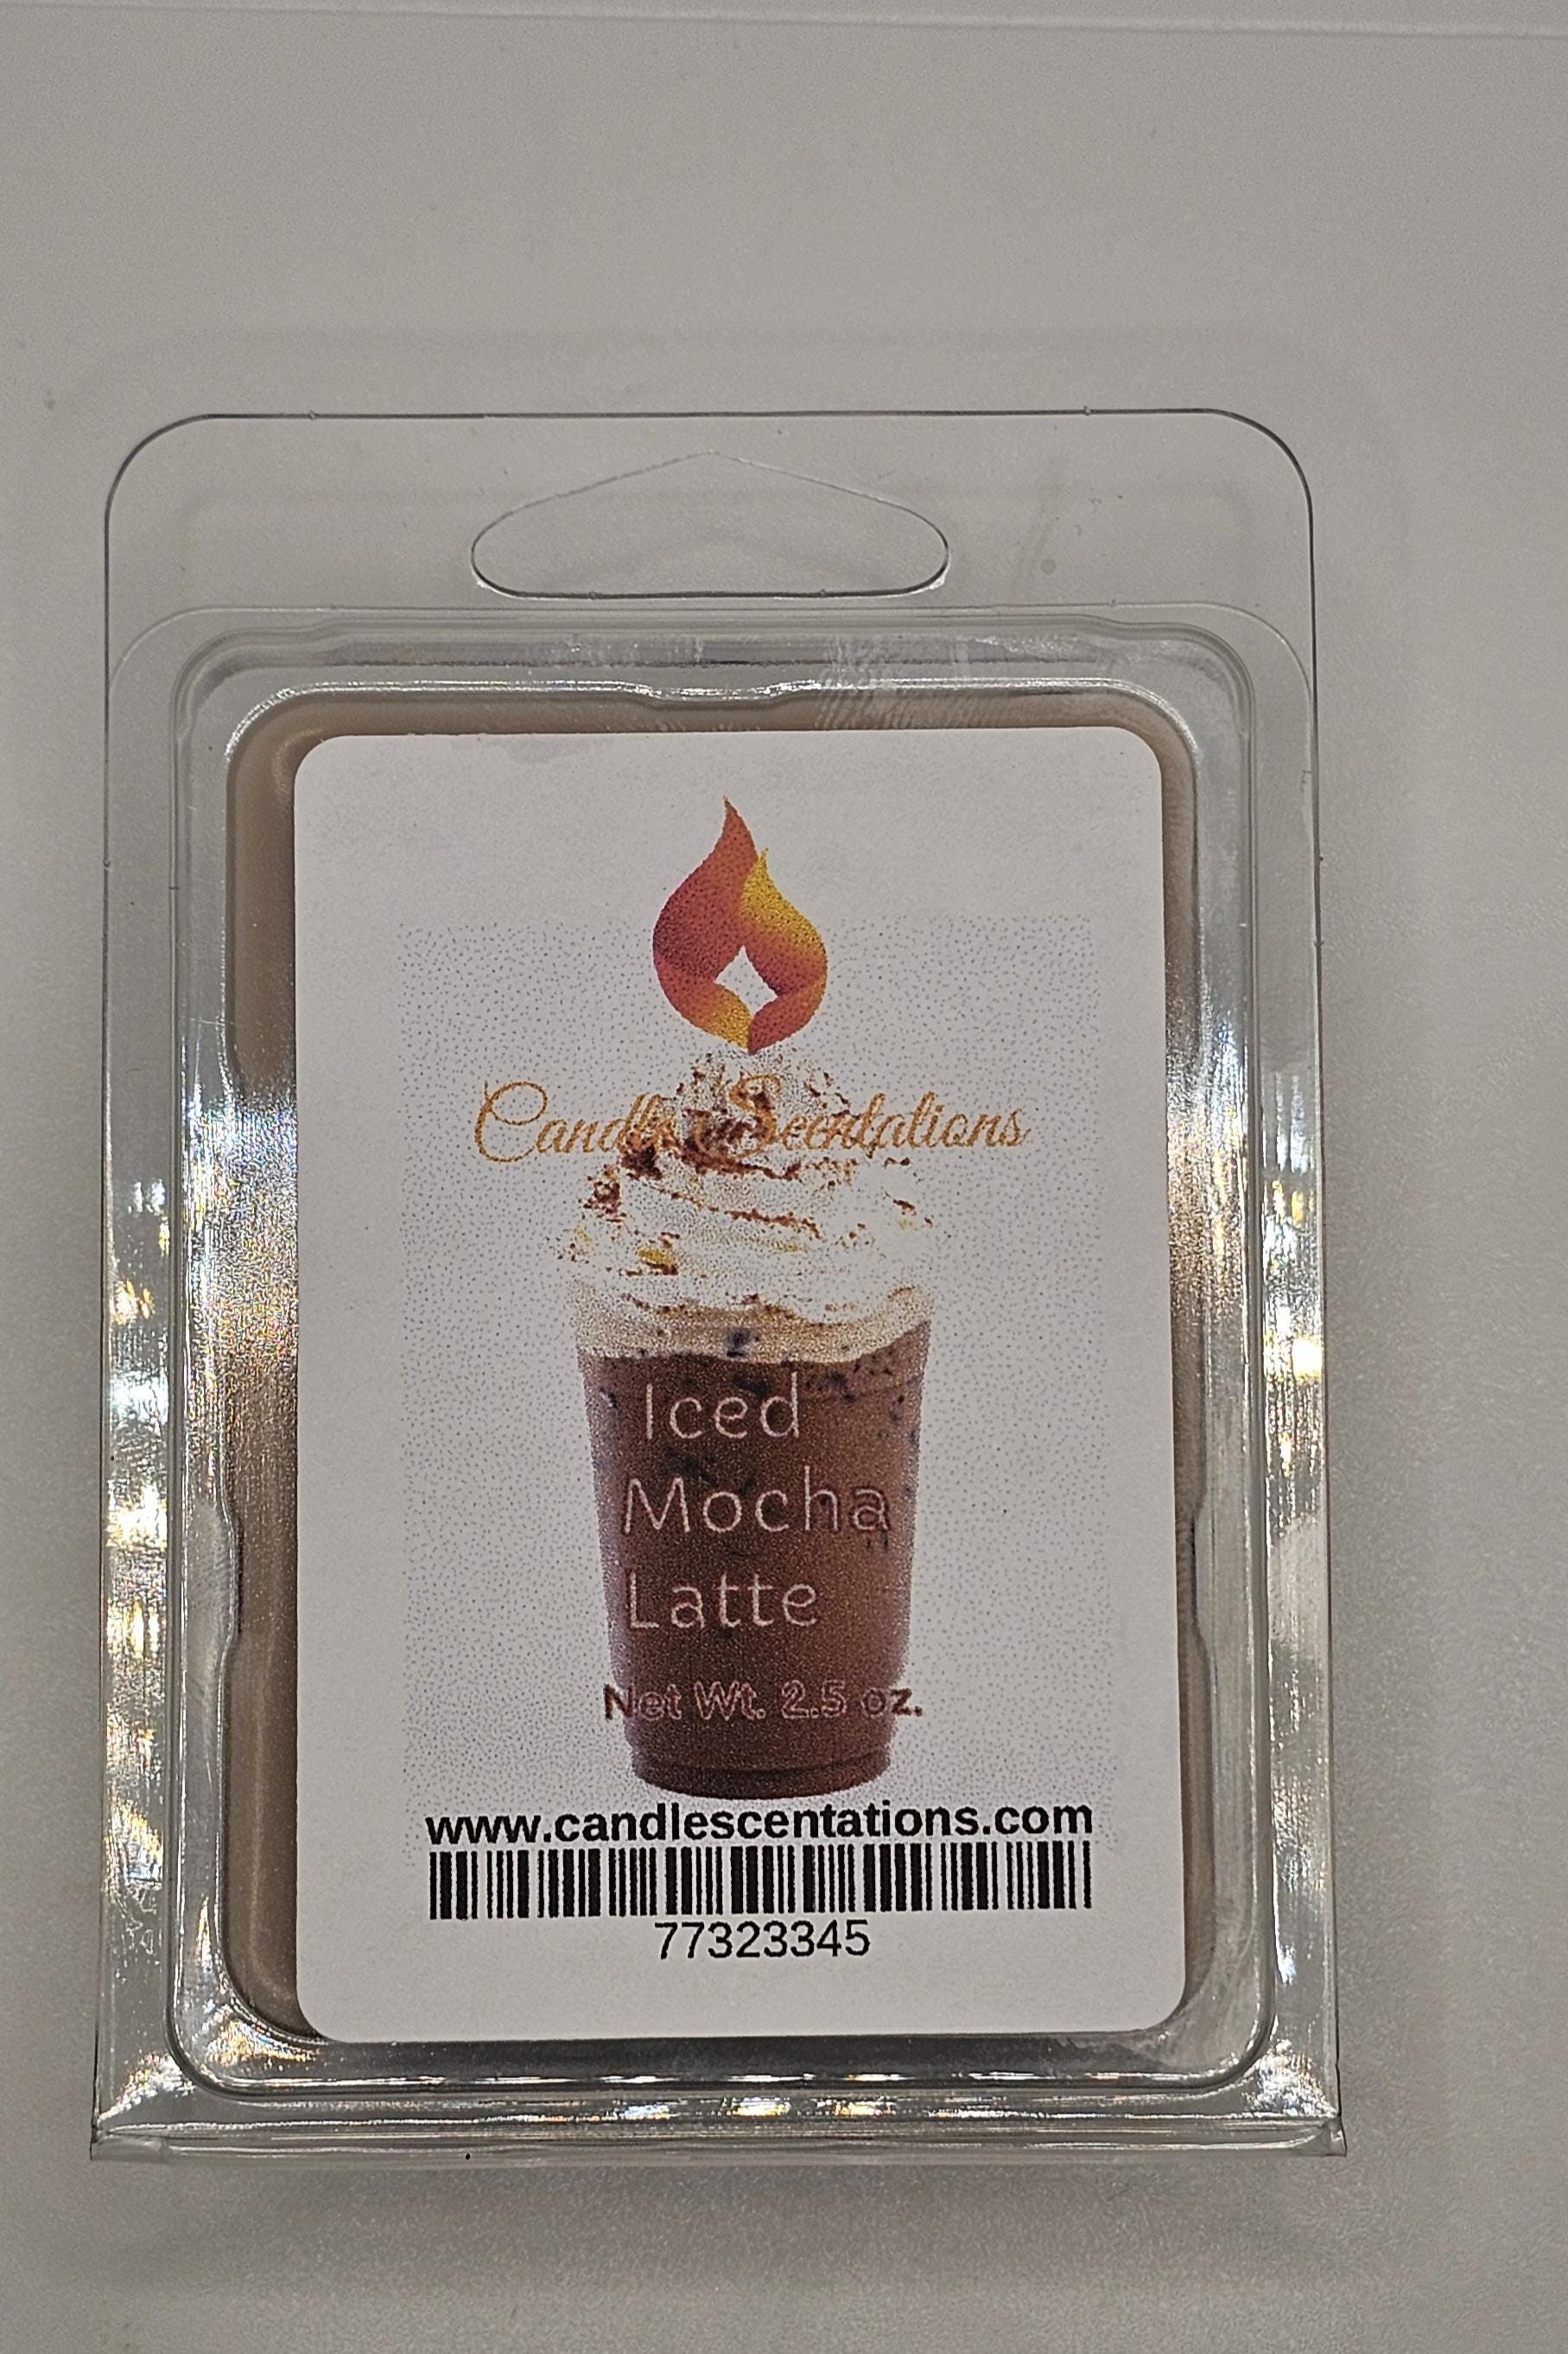 Candle Scentations
Iced
Mocha
Latte
Net Wt. 2.5 oz.
www.candlescentations.com
77323345